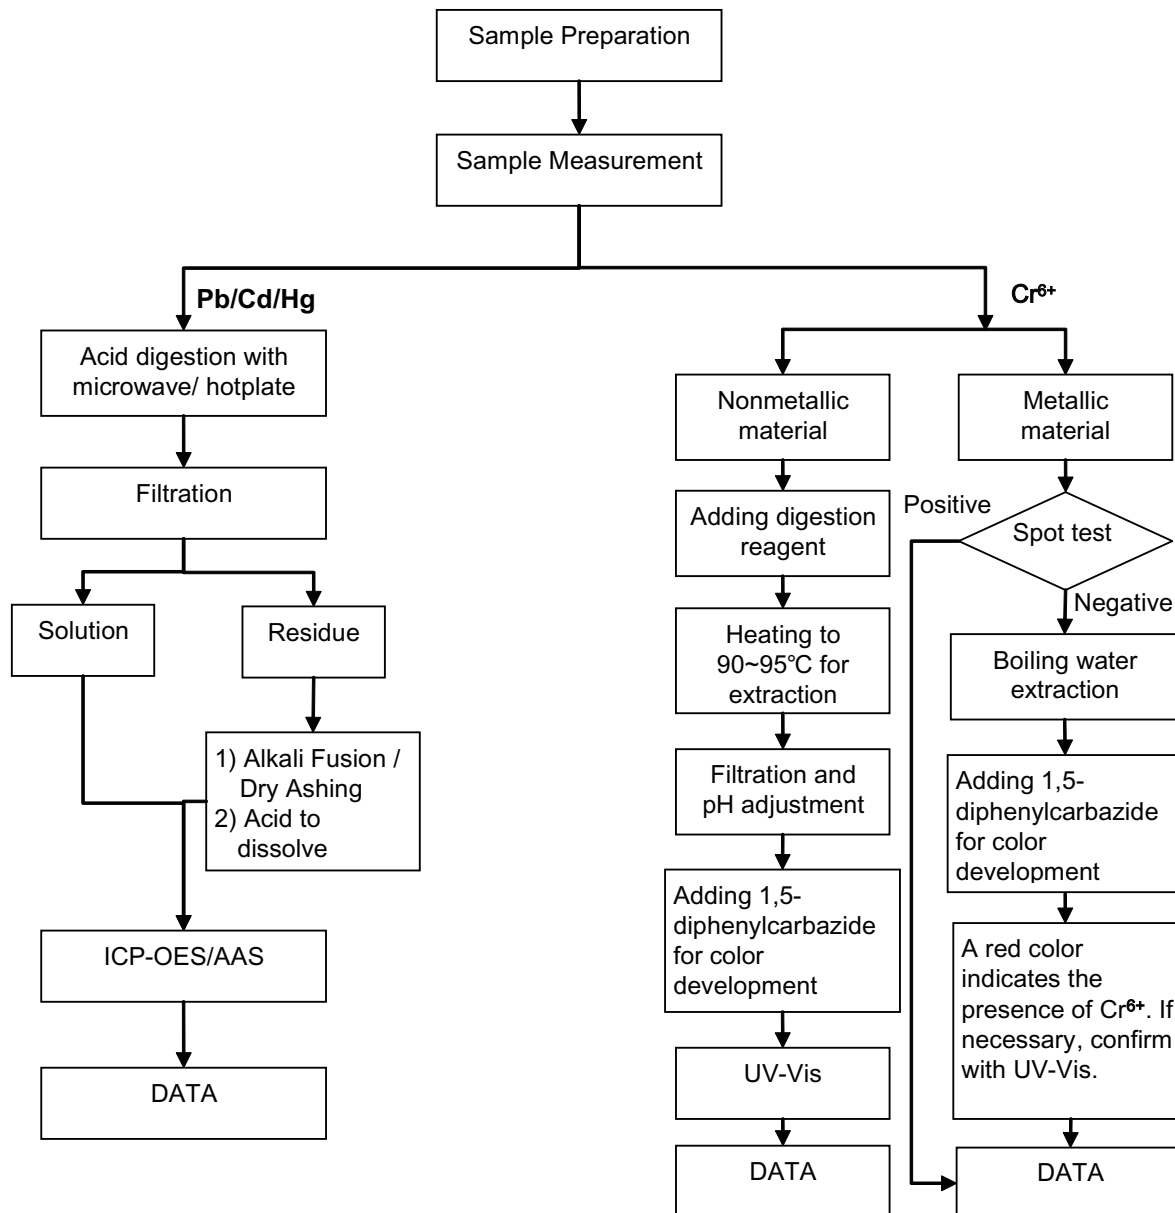 Sample Preparation
Sample Measurement
Pb/Cd/Hg
Cr⁶⁺
Acid digestion with
microwave/ hotplate
Filtration
Solution
Residue
1) Alkali Fusion /
Dry Ashing
2) Acid to
dissolve
ICP-OES/AAS
DATA
Nonmetallic
material
Adding digestion
reagent
Heating to
90~95℃ for
extraction
Filtration and
pH adjustment
Adding 1,5-
diphenylcarbazide
for color
development
UV-Vis
DATA
Metallic
material
Positive
Spot test
Negative
Boiling water
extraction
Adding 1,5-
diphenylcarbazide
for color
development
A red color
indicates the
presence of Cr⁶⁺. If
necessary, confirm
with UV-Vis.
DATA